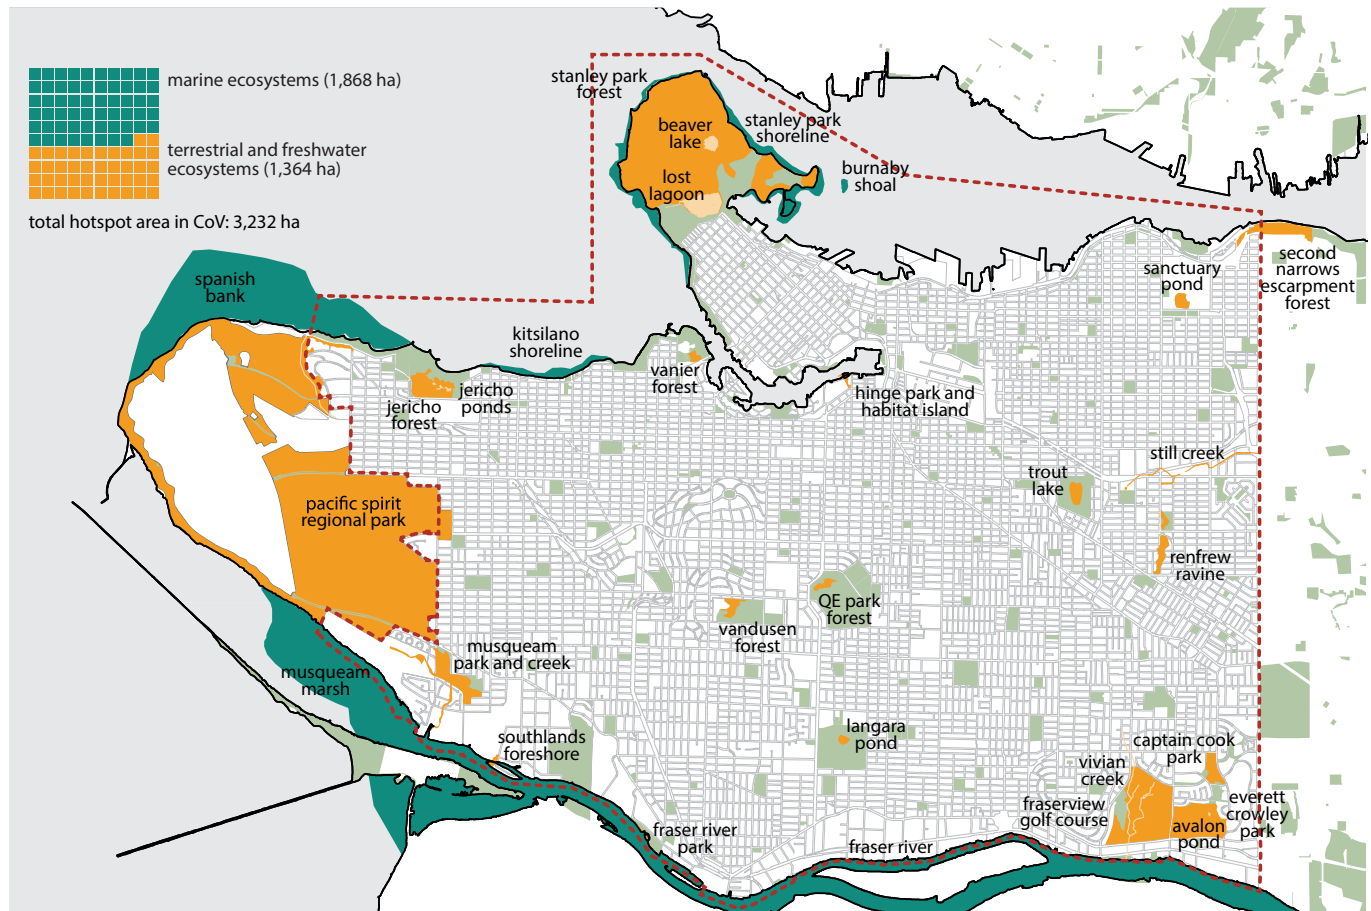 marine ecosystems (1,868 ha)
terrestrial and freshwater
ecosystems (1,364 ha)
total hotspot area in CoV: 3,232 ha
stanley park
forest
beaver
lake
stanley park
shoreline
lost
lagoon
burnaby
shoal
spanish
bank
kitsilano
shoreline
sanctuary
pond
second
narrows
escarpment
forest
vanier
forest
jericho
ponds
jericho
forest
hinge park and
habitat island
still creek
trout
lake
pacific spirit
regional park
renfrew
ravine
QE park
forest
vandusen
forest
musqueam
park and creek
musqueam
marsh
southlands
foreshore
langara
pond
captain cook
park
vivian
creek
fraserview
golf course
everett
crowley
park
avalon
pond
fraser river
park
fraser river